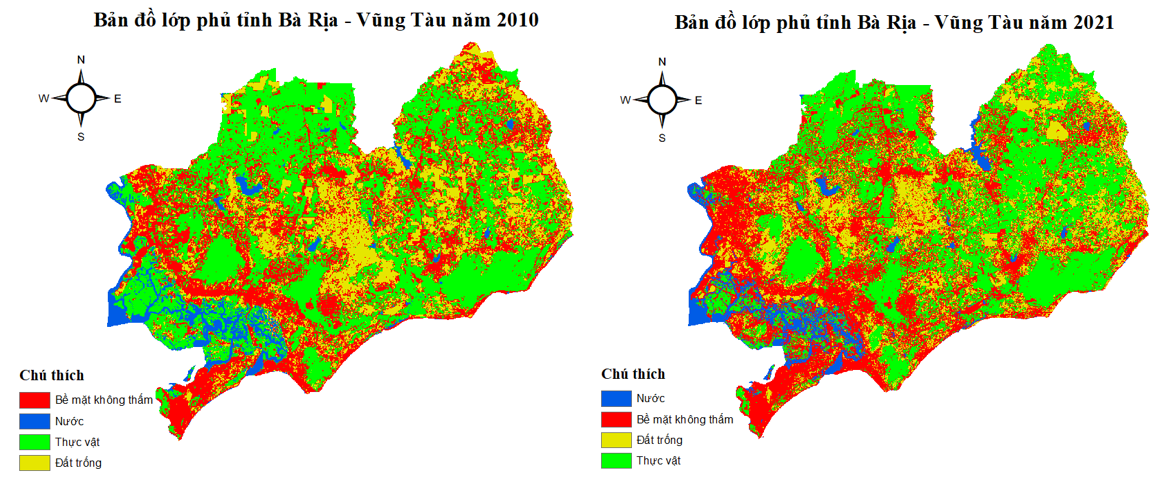 Bản đồ lớp phủ tỉnh Bà Rịa - Vũng Tàu năm 2010
N
W
E
S
Chú thích
Bề mặt không thấm
Nước
Thực vật
Đất trống
Bản đồ lớp phủ tỉnh Bà Rịa - Vũng Tàu năm 2021
N
W
E
S
Chú thích
Nước
Bề mặt không thấm
Đất trống
Thực vật